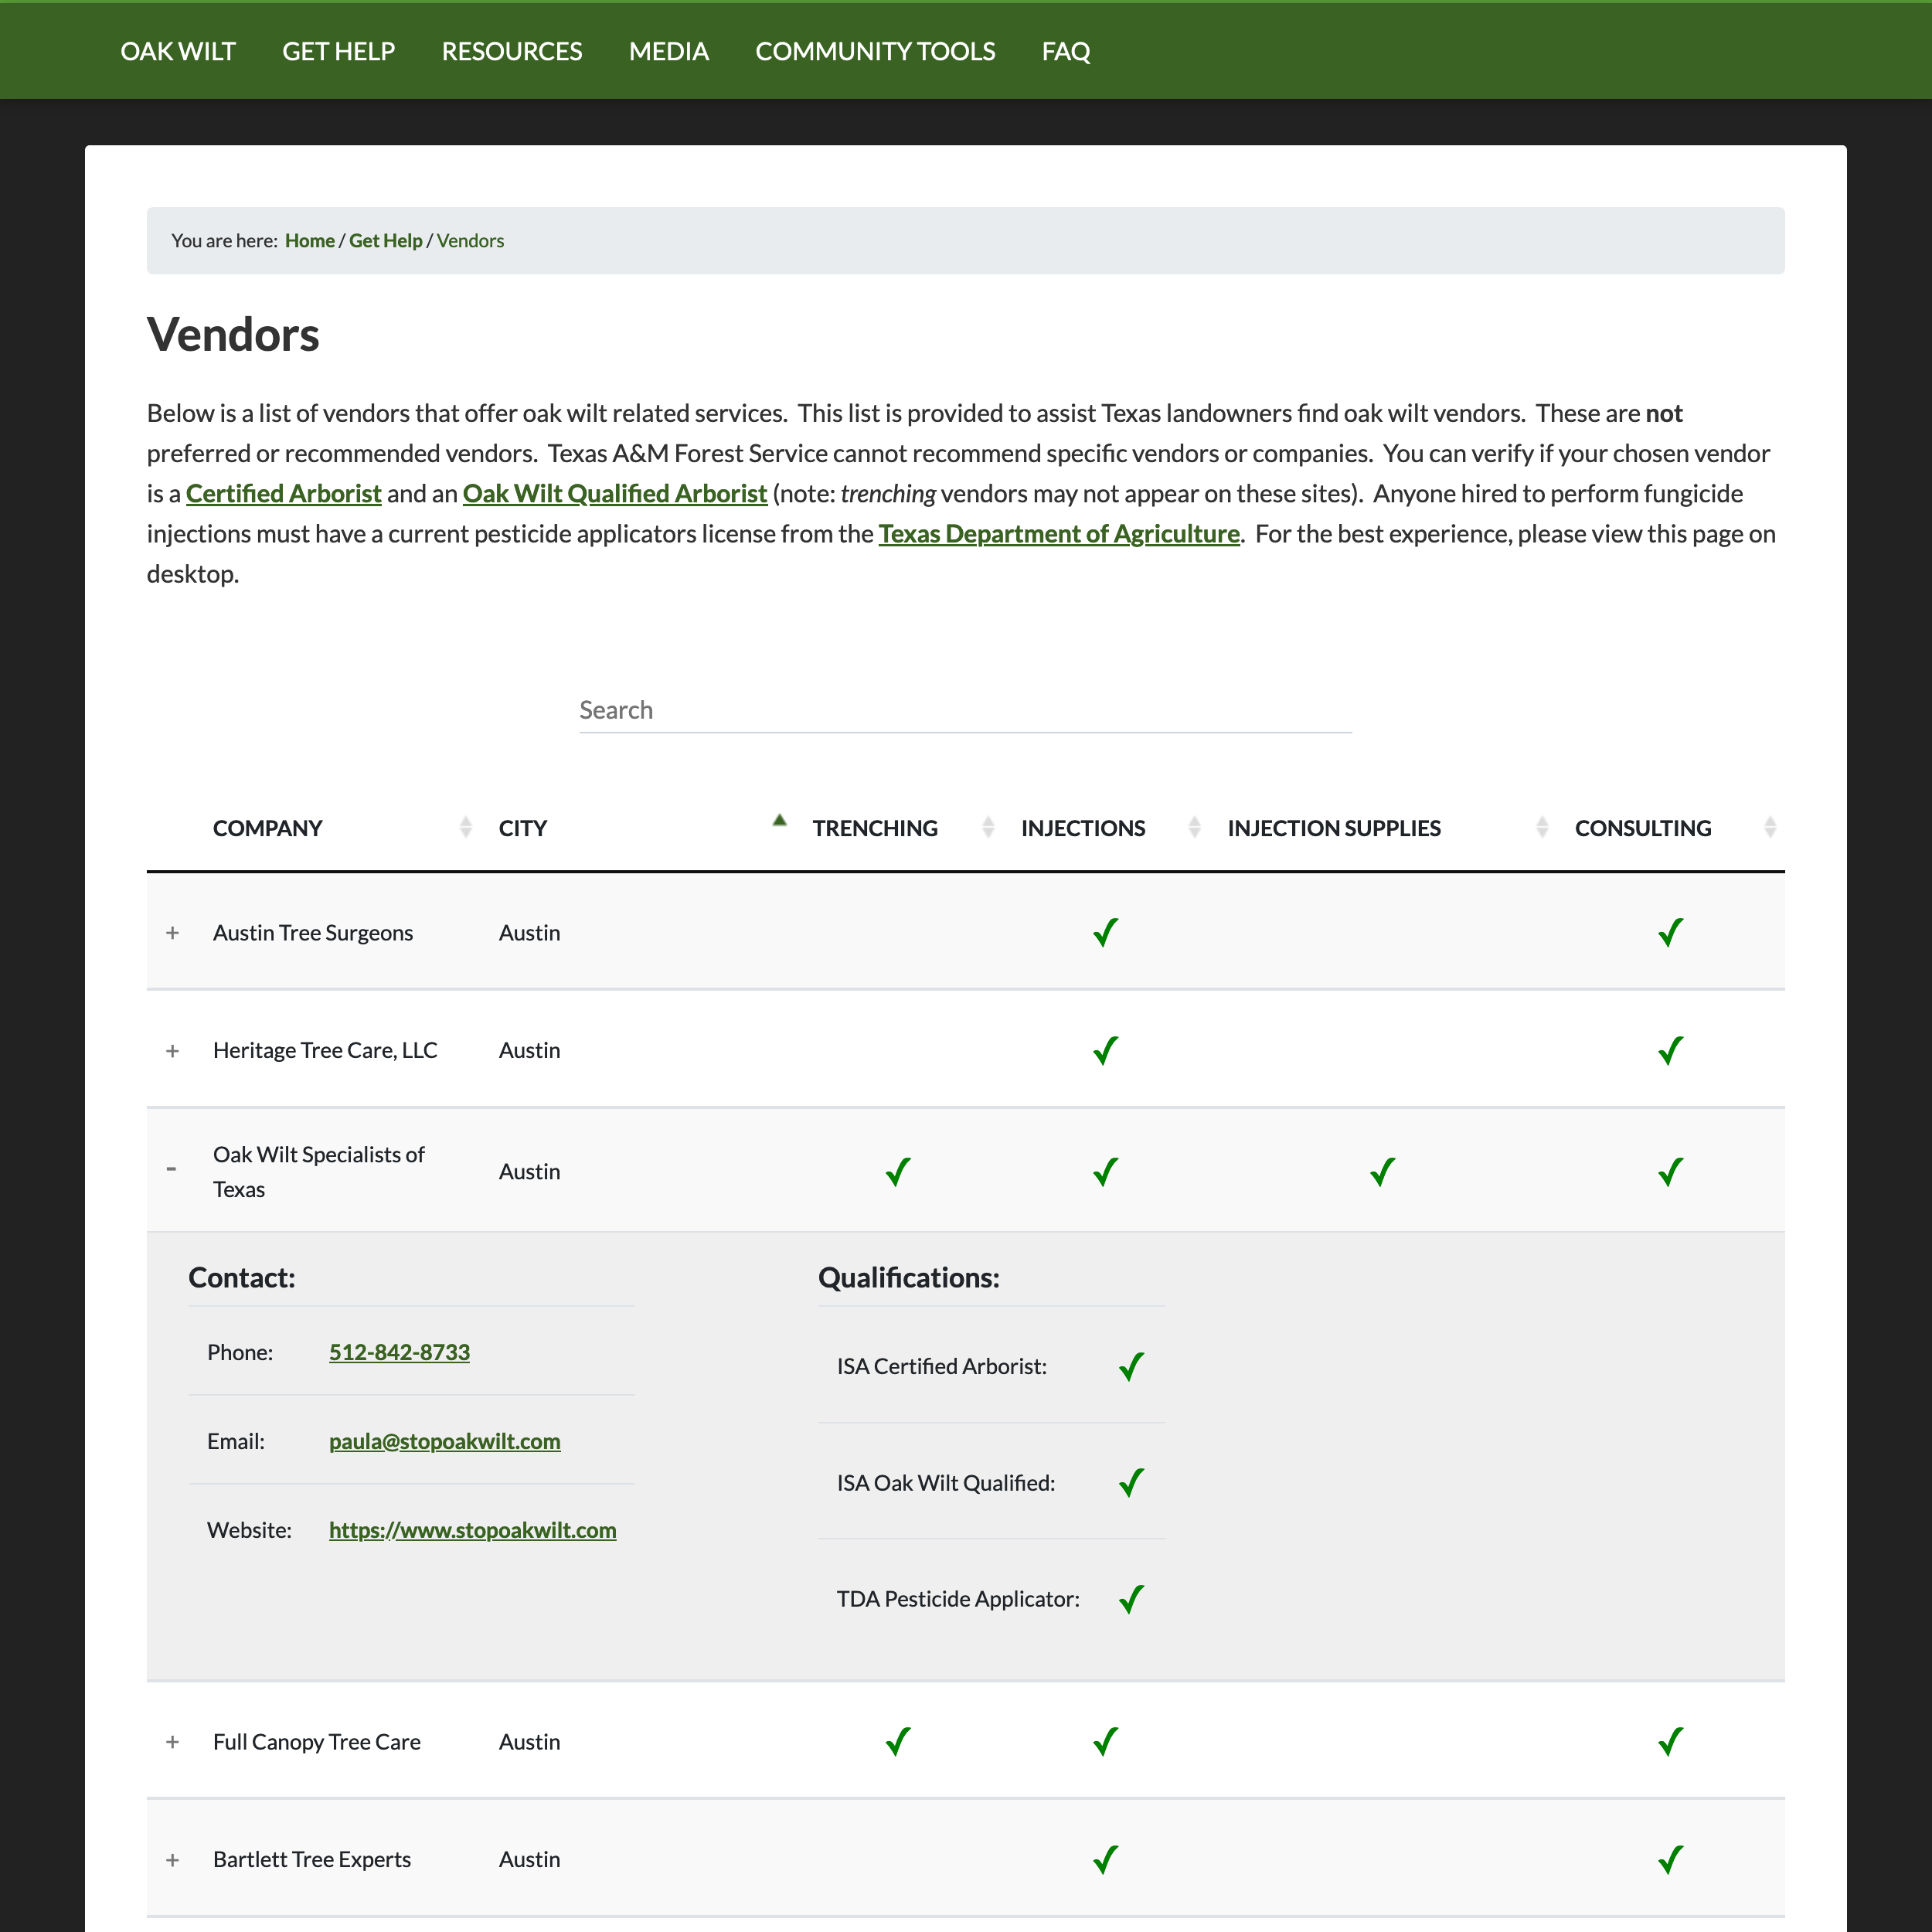 OAK WILT GET HELP RESOURCES MEDIA COMMUNITY TOOLS FAQ
You are here: Home / Get Help / Vendors
Vendors
Below is a list of vendors that offer oak wilt related services. This list is provided to assist Texas landowners find oak wilt vendors. These are not
preferred or recommended vendors. Texas A&M Forest Service cannot recommend specific vendors or companies. You can verify if your chosen vendor
is a Certified Arborist and an Oak Wilt Qualified Arborist (note: trenching vendors may not appear on these sites). Anyone hired to perform fungicide
injections must have a current pesticide applicators license from the Texas Department of Agriculture. For the best experience, please view this page on
desktop.
Search
COMPANY CITY TRENCHING INJECTIONS INJECTION SUPPLIES CONSULTING
+ Austin Tree Surgeons Austin ✓ ✓
+ Heritage Tree Care, LLC Austin ✓ ✓
- Oak Wilt Specialists of
Texas Austin ✓ ✓ ✓ ✓
Contact:
Phone: 512-842-8733
Email: paula@stopoakwilt.com
Website: https://www.stopoakwilt.com
Qualifications:
ISA Certified Arborist: ✓
ISA Oak Wilt Qualified: ✓
TDA Pesticide Applicator: ✓
+ Full Canopy Tree Care Austin ✓ ✓ ✓
+ Bartlett Tree Experts Austin ✓ ✓